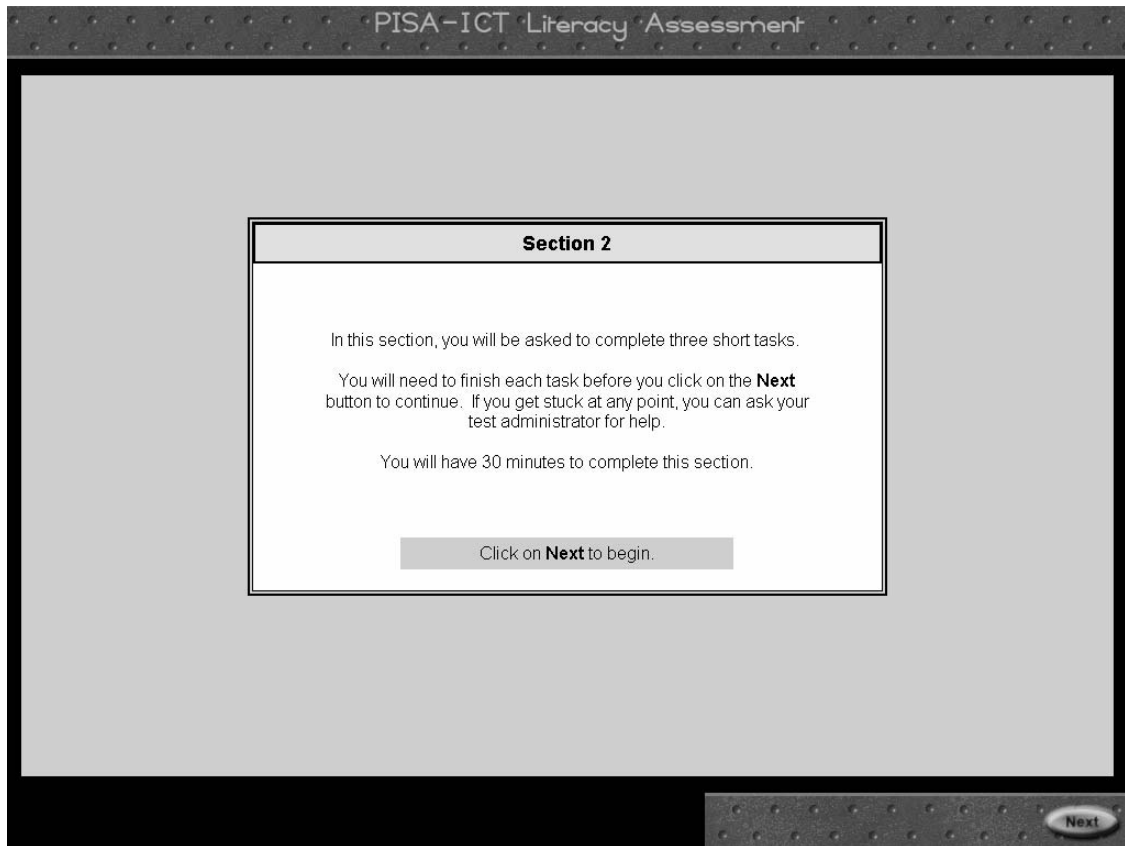 PISA-ICT Literacy Assessment
Section 2
In this section, you will be asked to complete three short tasks.
You will need to finish each task before you click on the Next
button to continue. If you get stuck at any point, you can ask your
test administrator for help.
You will have 30 minutes to complete this section.
Click on Next to begin.
Next